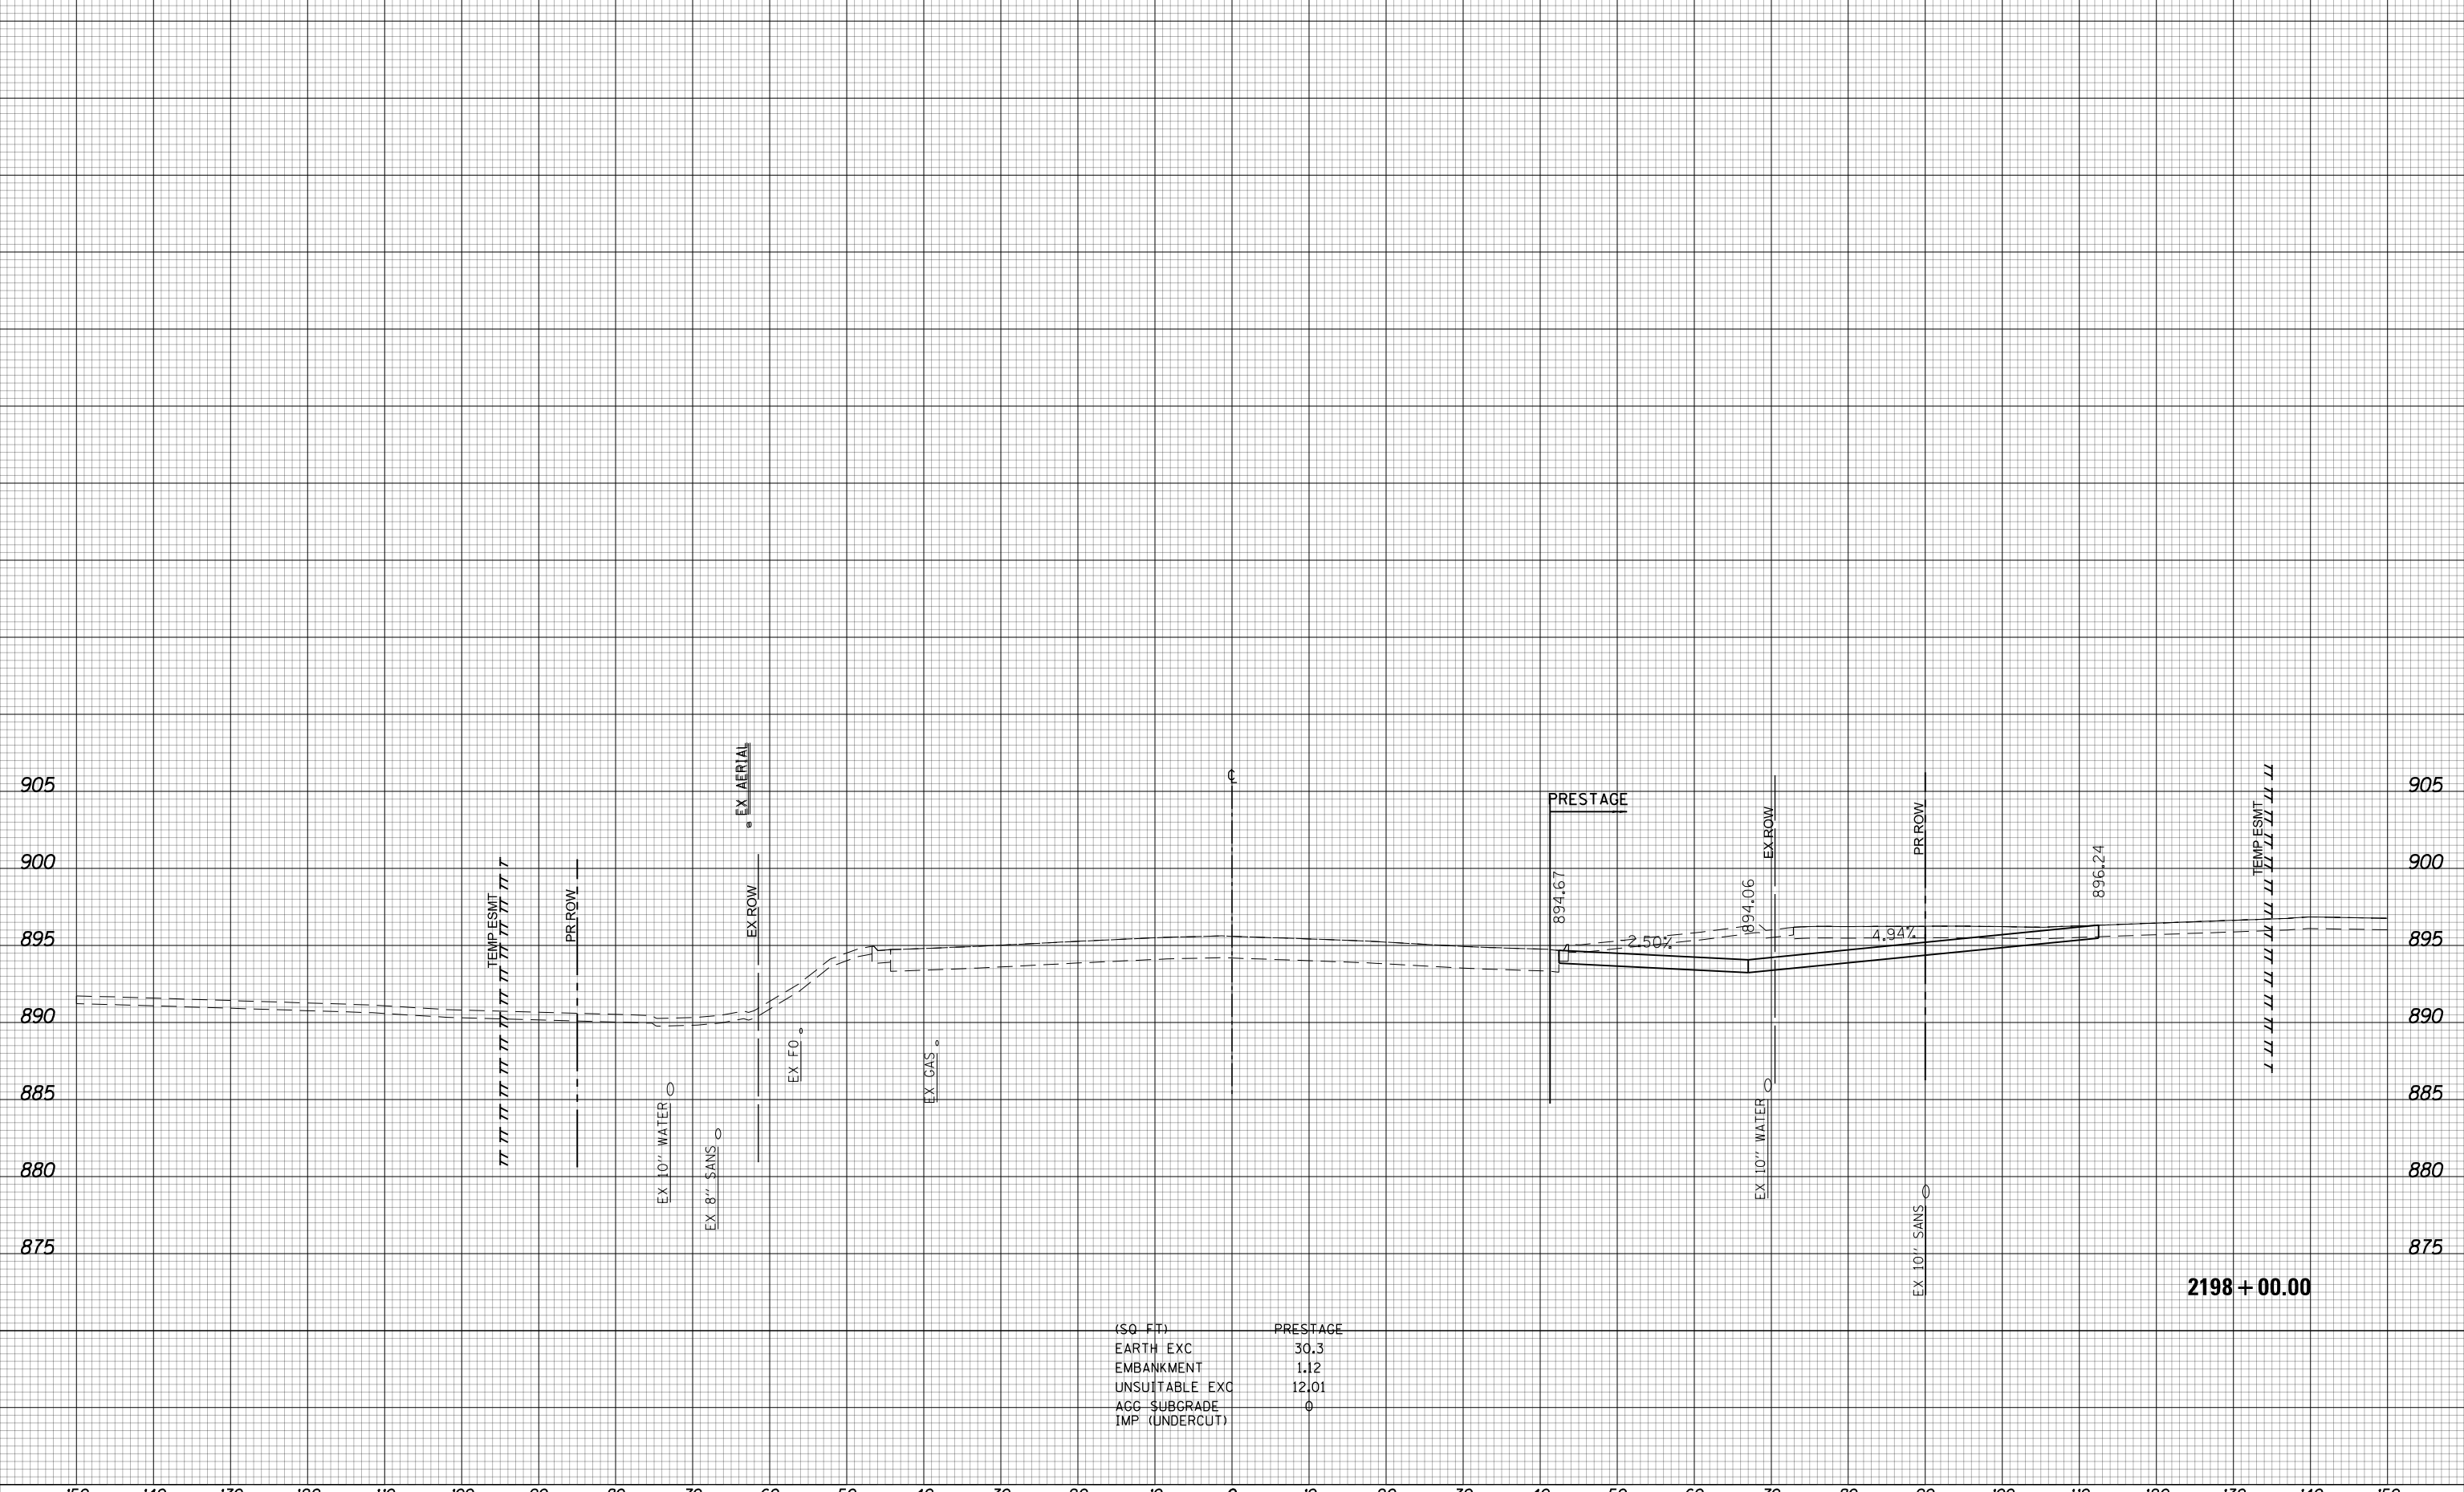 EX AERIAL
℄
905
905
PRESTAGE
EX ROW
PR ROW
TEMP ESMT
900
900
894.67
894.06
896.24
TEMP ESMT
PR ROW
EX ROW
895
895
2.50%
4.94%
890
890
EX FO
EX GAS
885
885
EX 10'' WATER
EX 8'' SANS
EX 10'' WATER
880
880
EX 10'' SANS
875
875
2198+00.00
(SQ FT) PRESTAGE
EARTH EXC 30.3
EMBANKMENT 1.12
UNSUITABLE EXC 12.01
AGG SUBGRADE 0
IMP (UNDERCUT)